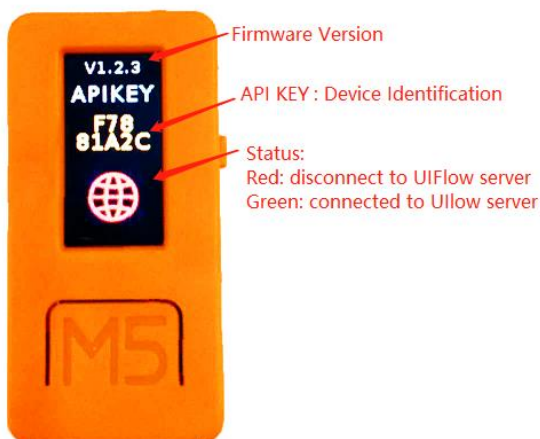 V1.2.3
APIKEY
F78
81A2C
M5
Firmware Version
API KEY : Device Identification
Status:
Red: disconnect to UIFlow server
Green: connected to UIlow server